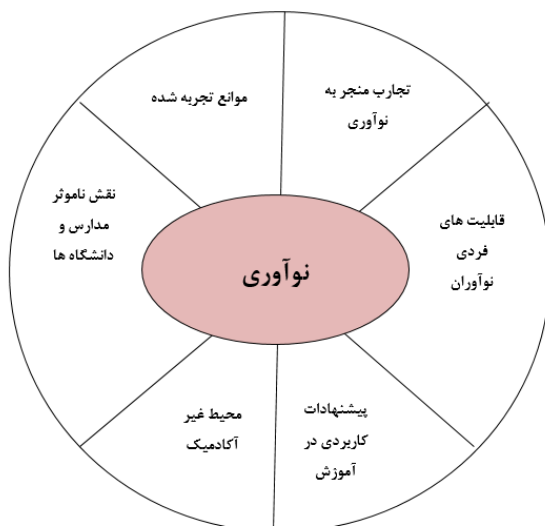 تجارب منجر به
نوآوری
موانع تجربه شده
قابلیت های
فردی
نوآوران
نقش ناموثر
مدارس و
دانشگاه ها
نوآوری
پیشنهادات
کاربردی در
آموزش
محیط غیر
آکادمیک